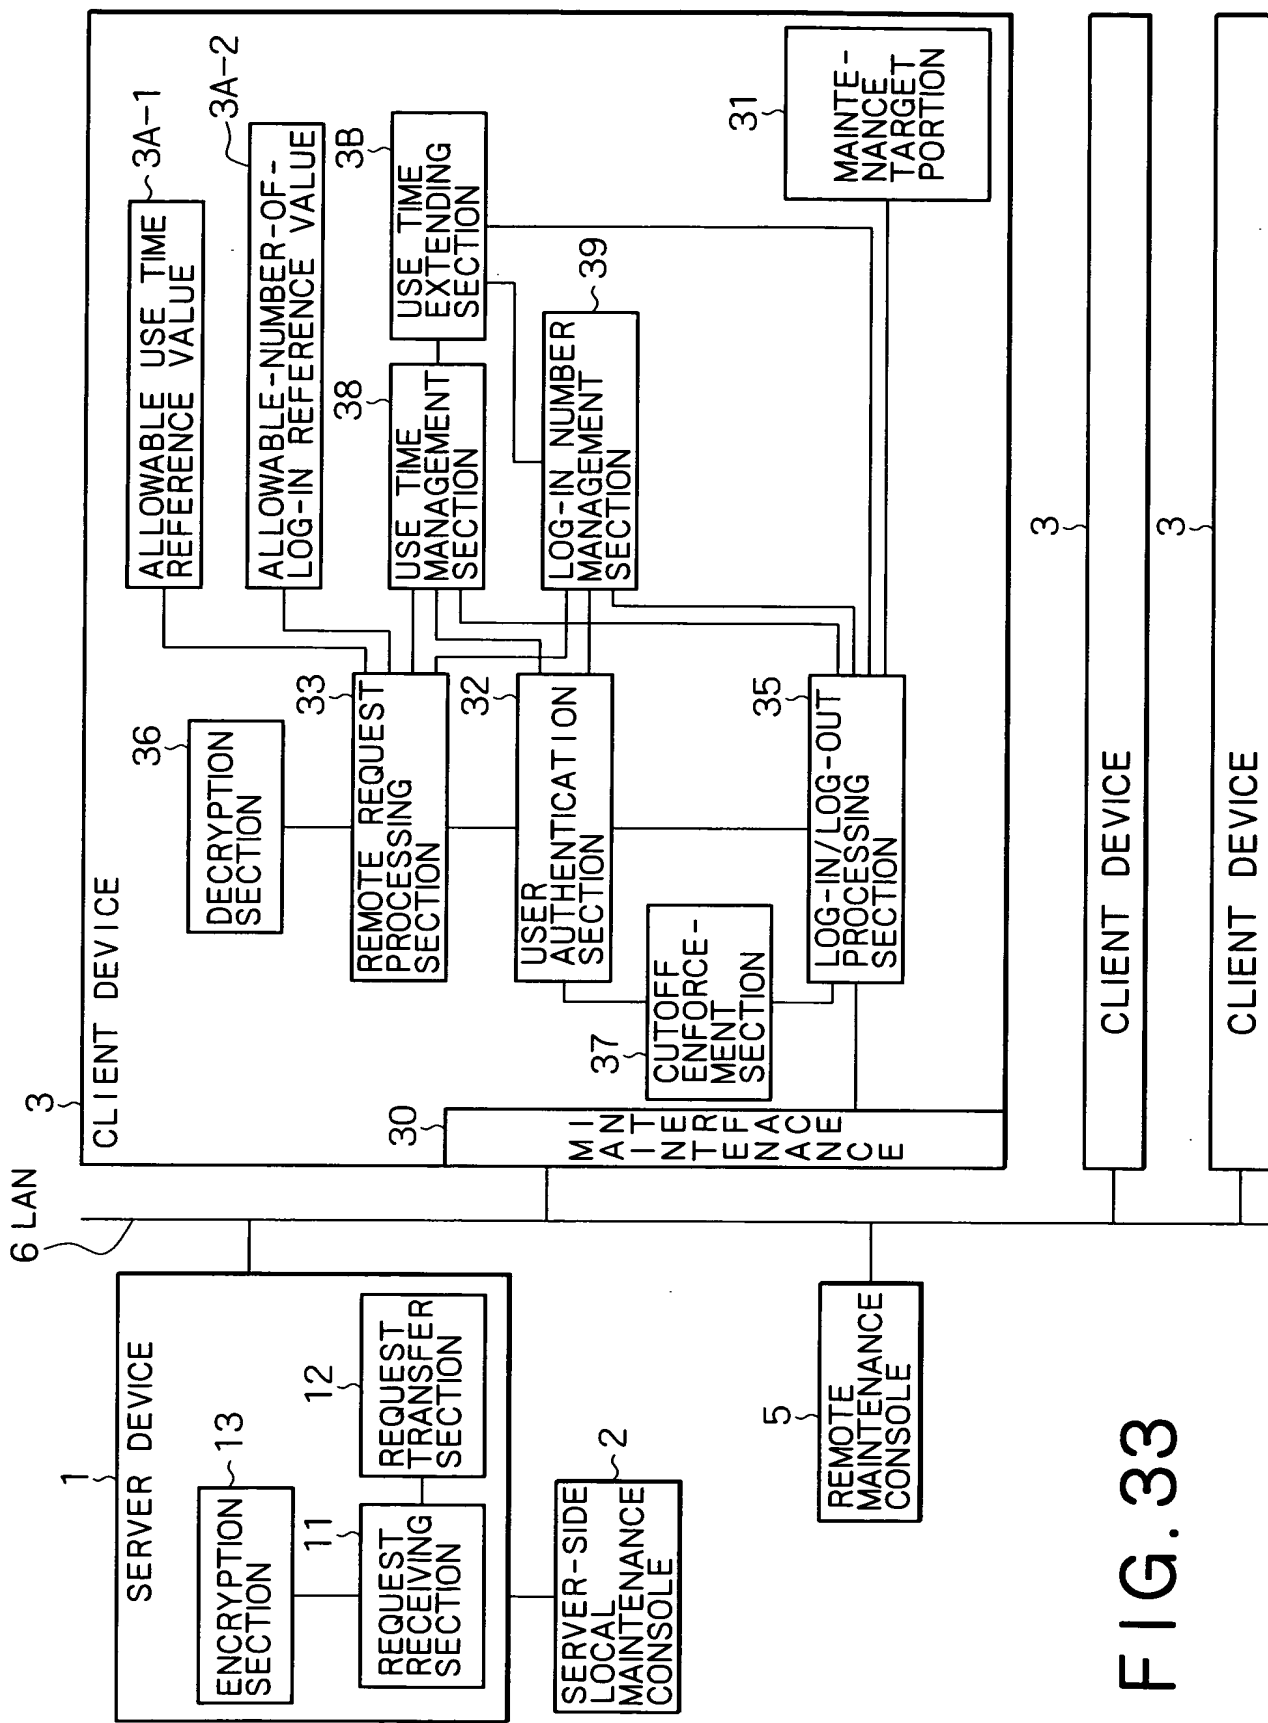 6 LAN
1
SERVER DEVICE
13
ENCRYPTION
SECTION
11
REQUEST
RECEIVING
SECTION
12
REQUEST
TRANSFER
SECTION
2
SERVER-SIDE
LOCAL
MAINTENANCE
CONSOLE
5
REMOTE
MAINTENANCE
CONSOLE
3
CLIENT DEVICE
30
MAINTENANCE
INTERFACE
36
DECRYPTION
SECTION
33
REMOTE REQUEST
PROCESSING
SECTION
32
USER
AUTHENTICATION
SECTION
37
CUTOFF
ENFORCE-
MENT
SECTION
35
LOG-IN/LOG-OUT
PROCESSING
SECTION
3A-1
ALLOWABLE USE TIME
REFERENCE VALUE
3A-2
ALLOWABLE-NUMBER-OF-
LOG-IN REFERENCE VALUE
38
USE TIME
MANAGEMENT
SECTION
3B
USE TIME
EXTENDING
SECTION
39
LOG-IN NUMBER
MANAGEMENT
SECTION
31
MAINTE-
NANCE
TARGET
PORTION
3
CLIENT DEVICE
3
CLIENT DEVICE
FIG. 33